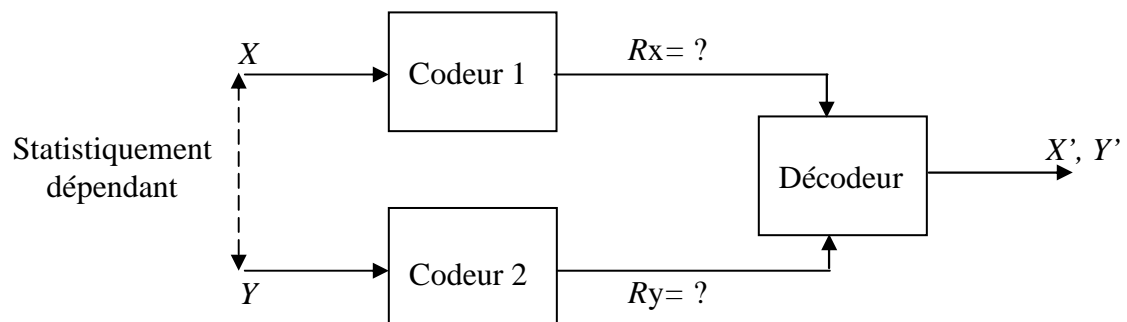 X
Codeur 1
Rx= ?
Statistiquement
dépendant
Décodeur
X’, Y’
Y
Codeur 2
Ry= ?